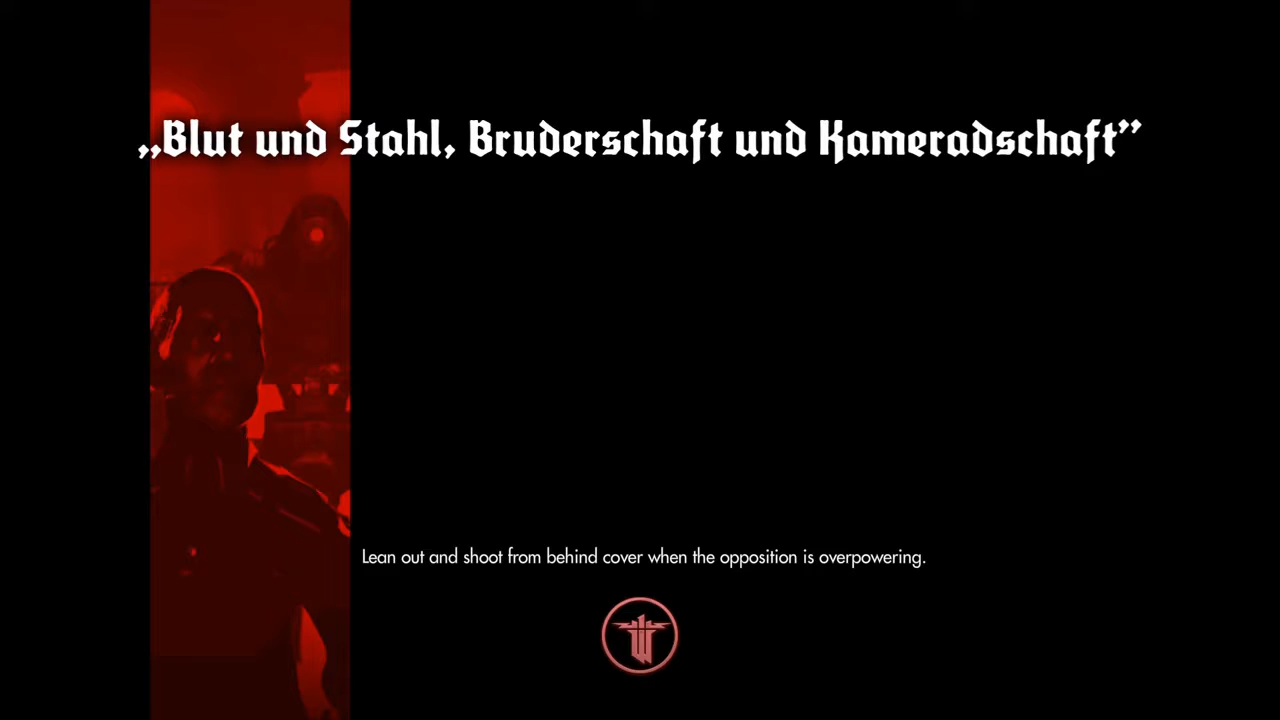 „Blut und Stahl, Bruderschaft und Kameradschaft”
Lean out and shoot from behind cover when the opposition is overpowering.